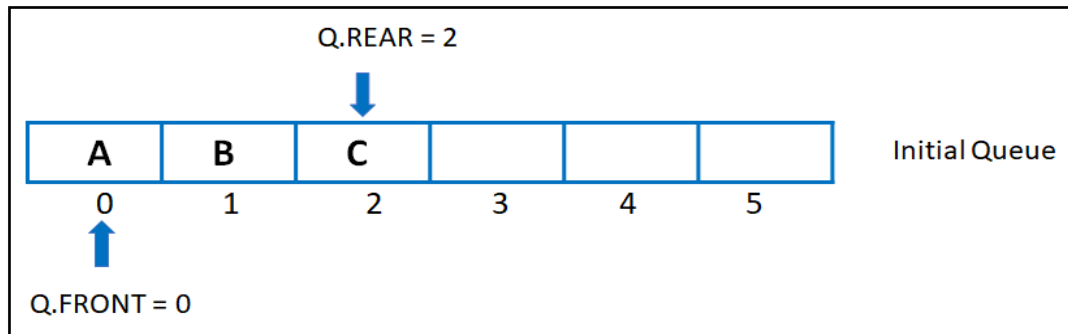 Q.REAR = 2
A B C Initial Queue
0 1 2 3 4 5
Q.FRONT = 0